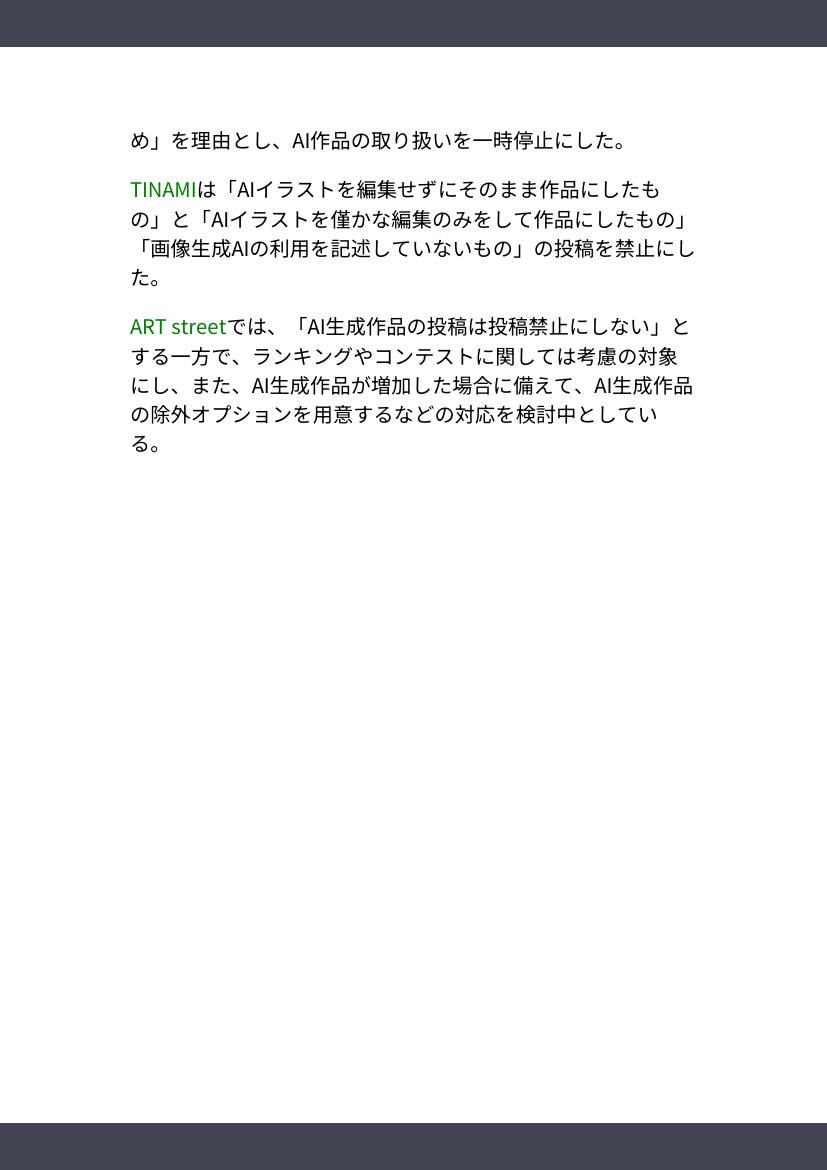 め」を理由とし、AI作品の取り扱いを一時停止にした。
TINAMIは「AIイラストを編集せずにそのまま作品にしたも
の」と「AIイラストを僅かな編集のみをして作品にしたもの」
「画像生成AIの利用を記述していないもの」の投稿を禁止にし
た。
ART streetでは、「AI生成作品の投稿は投稿禁止にしない」と
する一方で、ランキングやコンテストに関しては考慮の対象
にし、また、AI生成作品が増加した場合に備えて、AI生成作品
の除外オプションを用意するなどの対応を検討中としてい
る。